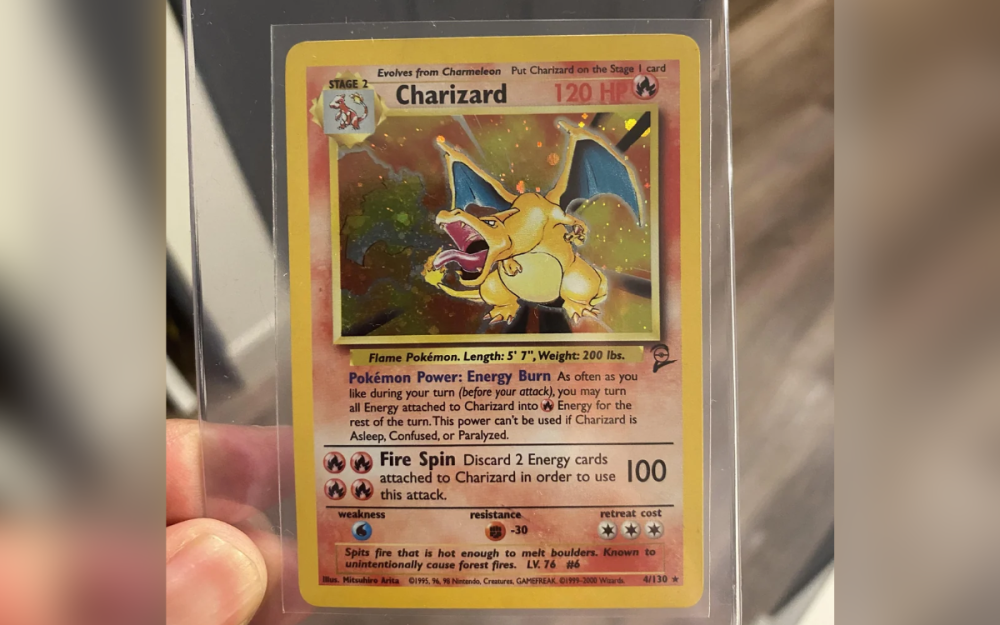 Evolves from Charmeleon Put Charizard on the Stage 1 card
STAGE 2
Charizard 120 HP
Flame Pokémon. Length: 5' 7", Weight: 200 lbs.
Pokémon Power: Energy Burn As often as you
like during your turn (before your attack), you may turn
all Energy attached to Charizard into Energy for the
rest of the turn. This power can't be used if Charizard is
Asleep, Confused, or Paralyzed.
Fire Spin Discard 2 Energy cards
attached to Charizard in order to use 100
this attack.
weakness resistance retreat cost
-30
Spits fire that is hot enough to melt boulders. Known to
unintentionally cause forest fires. LV. 76 #6
Illus. Mitsuhiro Arita ©1995, 96, 98 Nintendo, Creatures, GAMEFREAK. ©1999-2000 Wizards. 4/130 ★